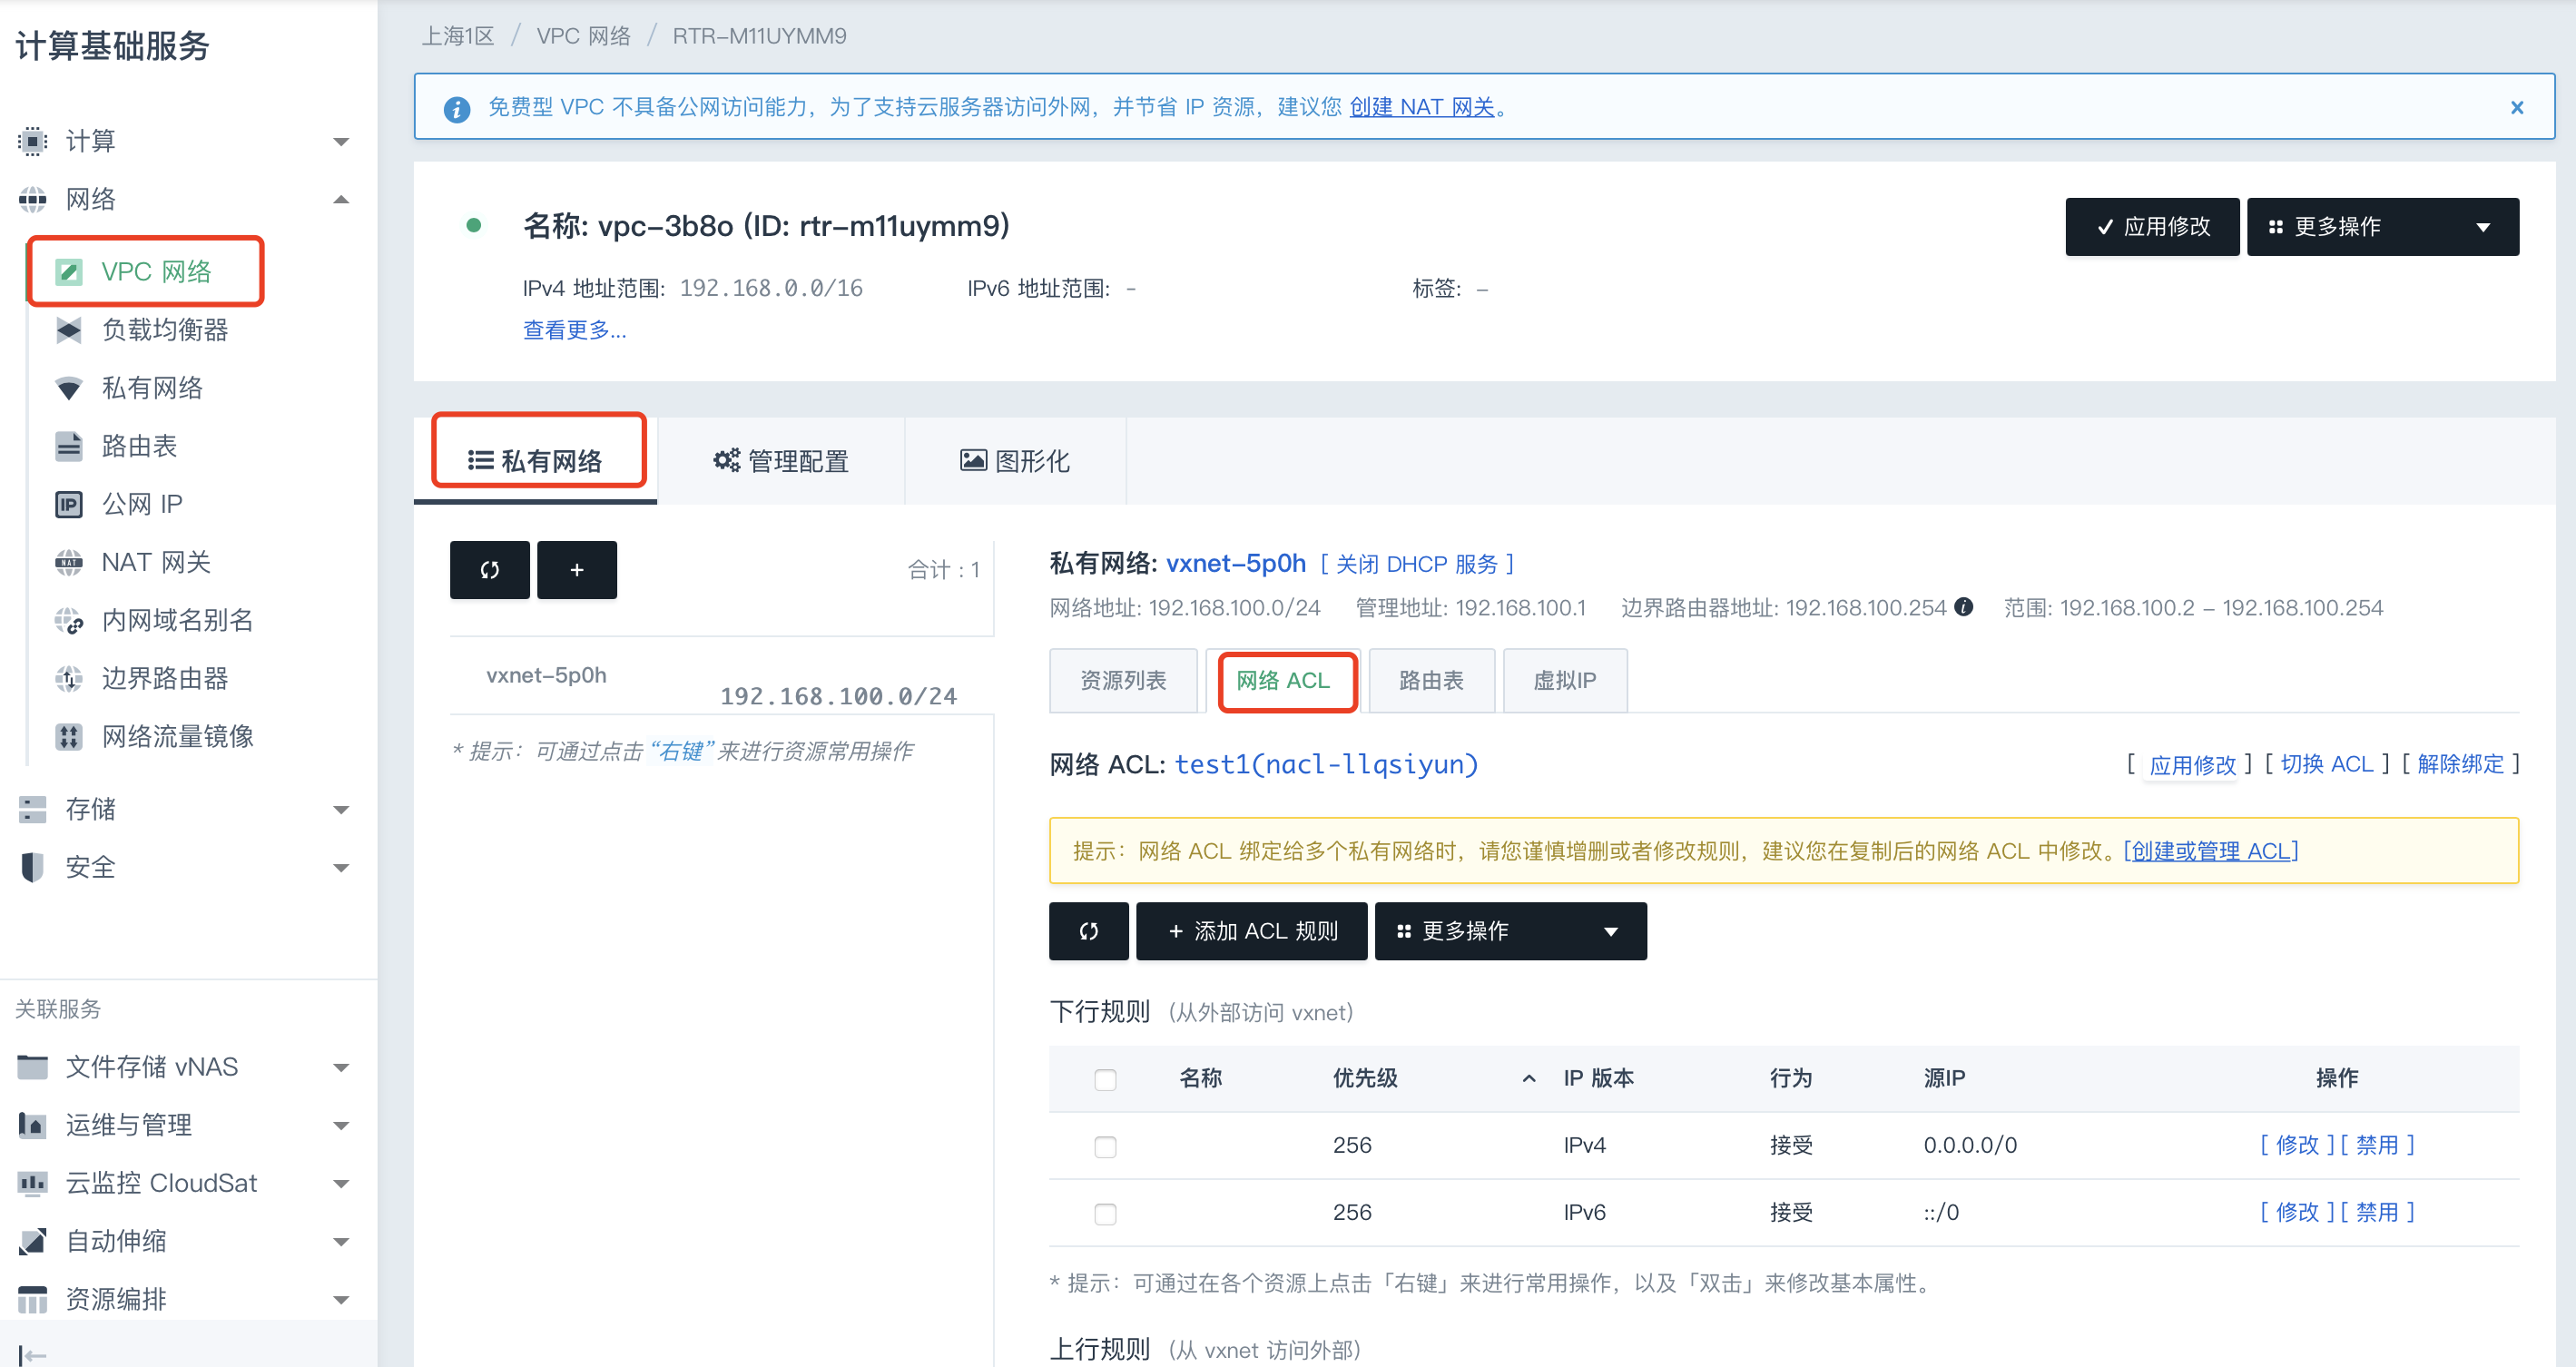 计算基础服务
计算
网络
VPC 网络
负载均衡器
私有网络
路由表
公网 IP
NAT 网关
内网域名别名
边界路由器
网络流量镜像
存储
安全
关联服务
文件存储 vNAS
运维与管理
云监控 CloudSat
自动伸缩
资源编排
上海1区 / VPC 网络 / RTR-M11UYMM9
免费型 VPC 不具备公网访问能力，为了支持云服务器访问外网，并节省 IP 资源，建议您 创建 NAT 网关。
名称: vpc-3b8o (ID: rtr-m11uymm9)
应用修改 更多操作
IPv4 地址范围: 192.168.0.0/16 IPv6 地址范围: - 标签: -
查看更多...
私有网络 管理配置 图形化
合计 : 1
vxnet-5p0h
192.168.100.0/24
* 提示：可通过点击“右键”来进行资源常用操作
私有网络: vxnet-5p0h [ 关闭 DHCP 服务 ]
网络地址: 192.168.100.0/24 管理地址: 192.168.100.1 边界路由器地址: 192.168.100.254 范围: 192.168.100.2 - 192.168.100.254
资源列表 网络 ACL 路由表 虚拟IP
网络 ACL: test1(nacl-llqsiyun) [ 应用修改 ] [ 切换 ACL ] [ 解除绑定 ]
提示：网络 ACL 绑定给多个私有网络时，请您谨慎增删或者修改规则，建议您在复制后的网络 ACL 中修改。[创建或管理 ACL]
+ 添加 ACL 规则 更多操作
下行规则 (从外部访问 vxnet)
名称 优先级 IP 版本 行为 源IP 操作
256 IPv4 接受 0.0.0.0/0 [ 修改 ][ 禁用 ]
256 IPv6 接受 ::/0 [ 修改 ][ 禁用 ]
* 提示：可通过在各个资源上点击「右键」来进行常用操作，以及「双击」来修改基本属性。
上行规则 (从 vxnet 访问外部)